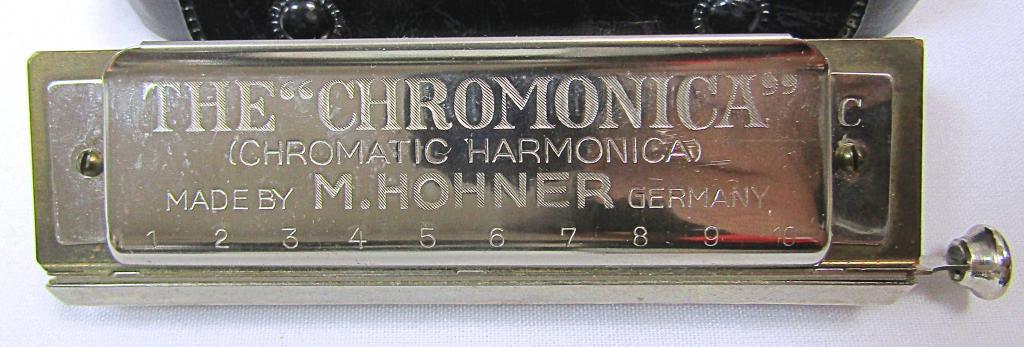 THE “CHROMONICA”
C
(CHROMATIC HARMONICA)
MADE BY M. HOHNER GERMANY
1 2 3 4 5 6 7 8 9 10